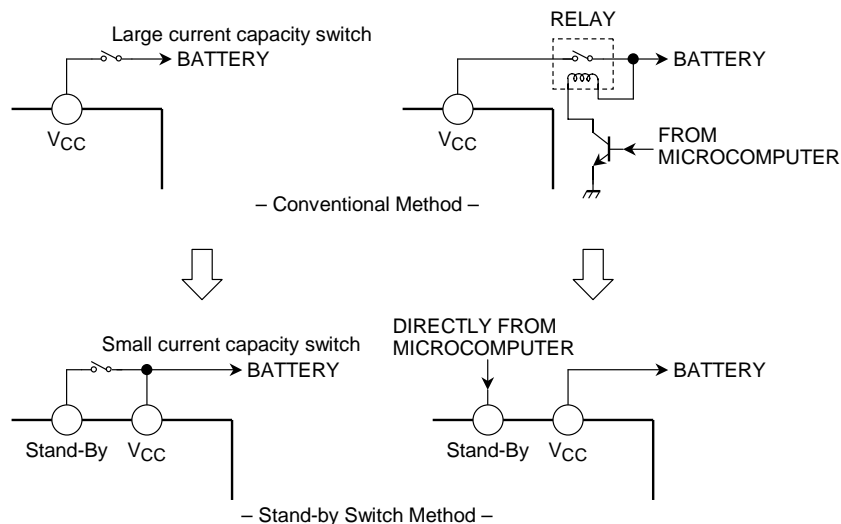 Large current capacity switch
BATTERY
VCC
RELAY
BATTERY
VCC
FROM
MICROCOMPUTER
– Conventional Method –
Small current capacity switch
BATTERY
Stand-By
VCC
DIRECTLY FROM
MICROCOMPUTER
BATTERY
Stand-By
VCC
– Stand-by Switch Method –